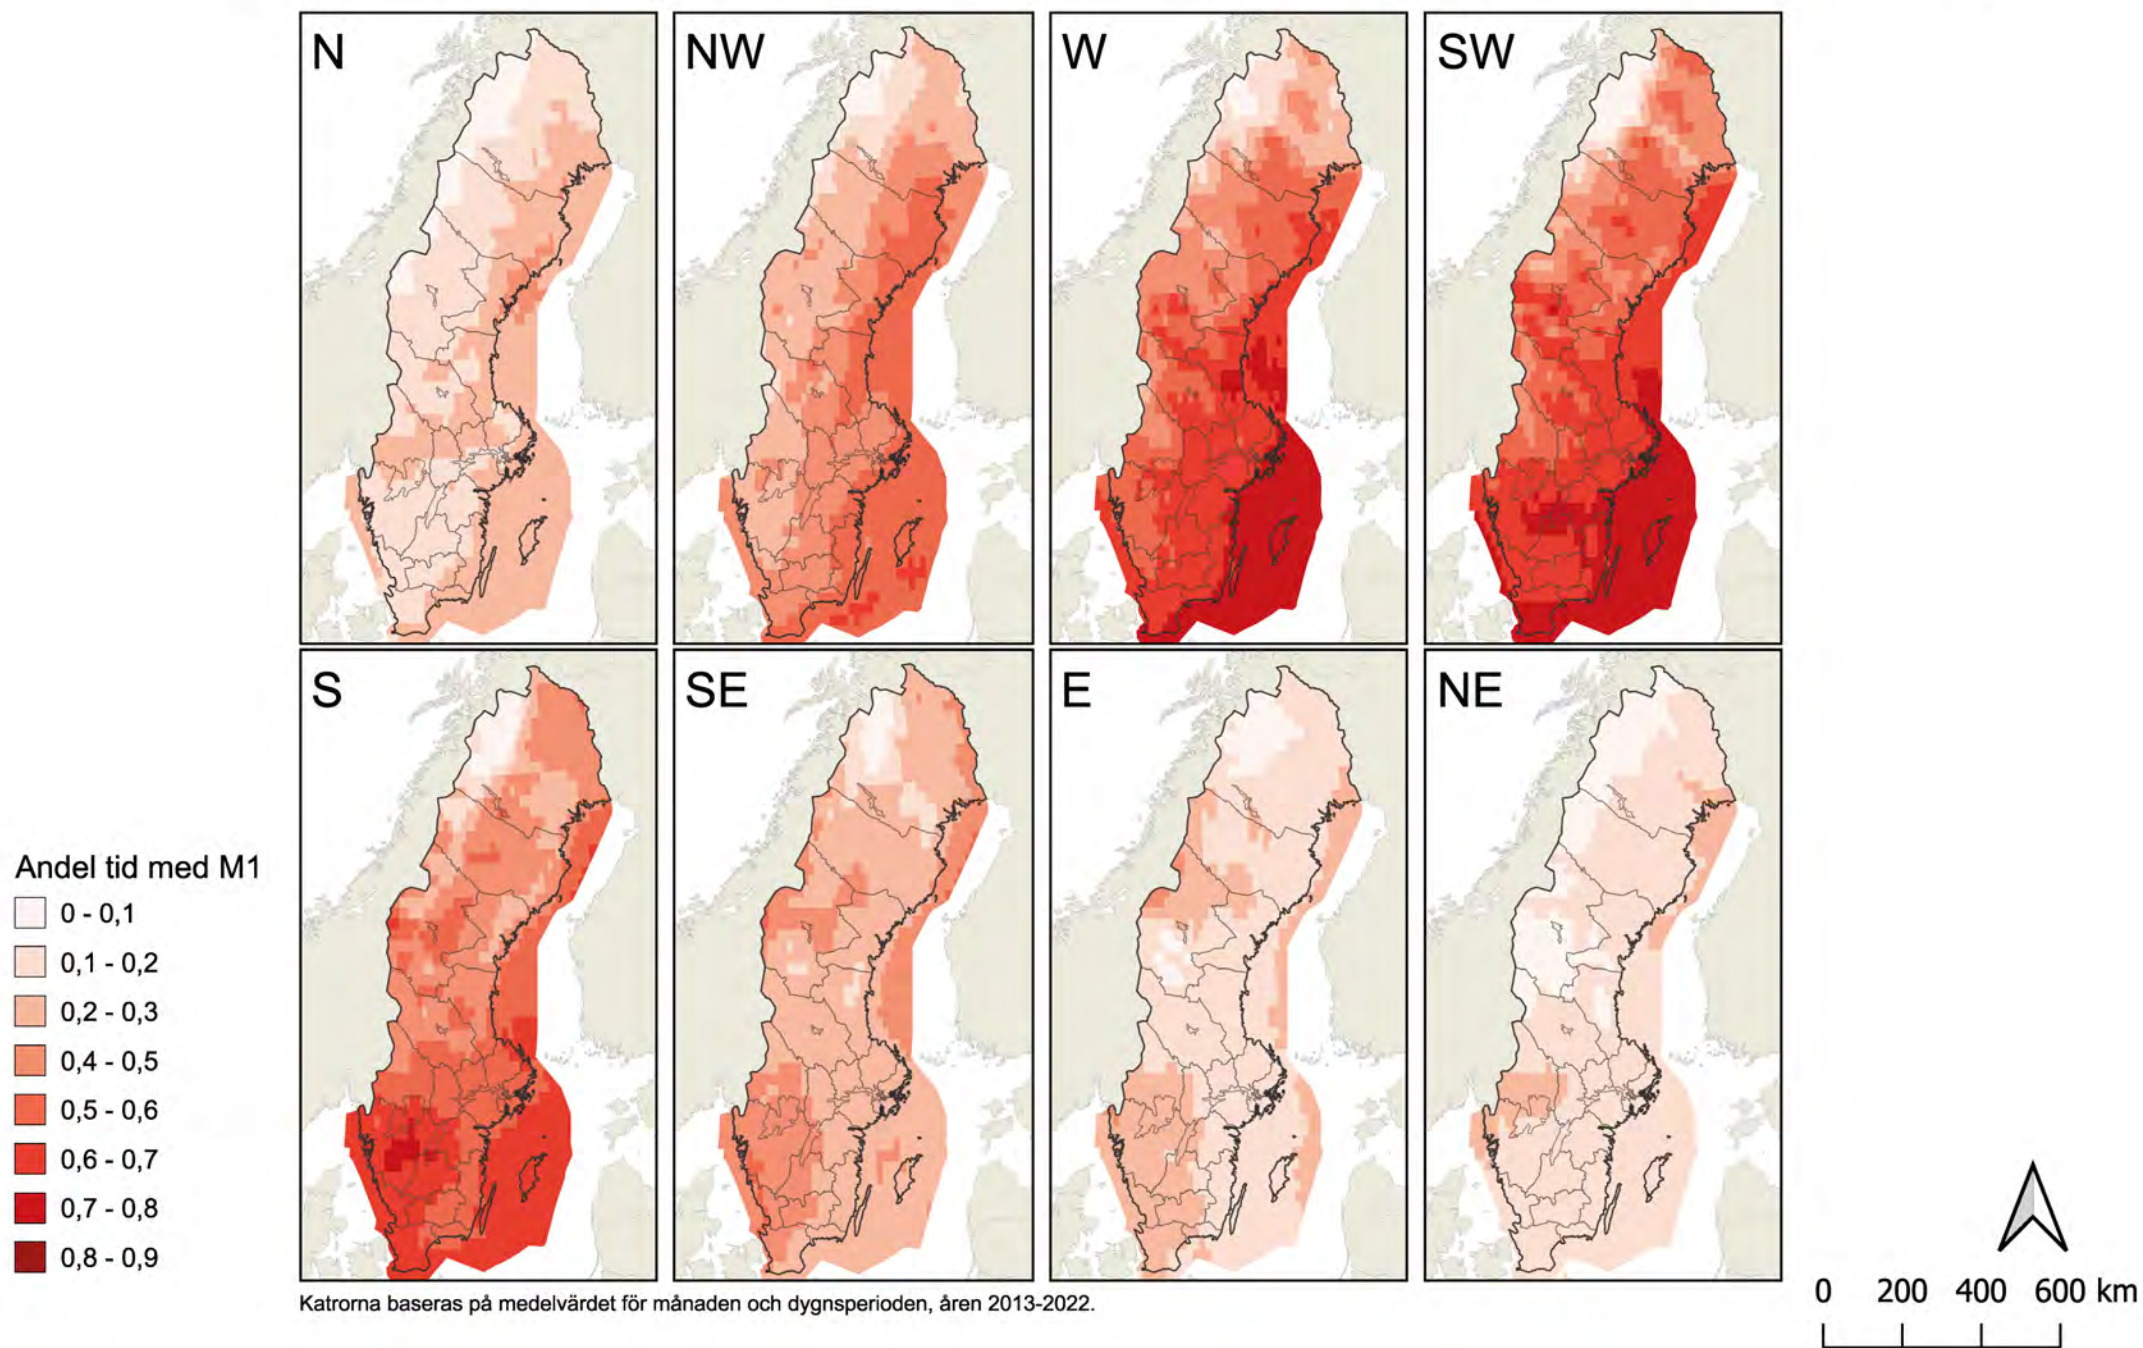 N
NW
W
SW
S
SE
E
NE
Andel tid med M1
0 - 0,1
0,1 - 0,2
0,2 - 0,3
0,4 - 0,5
0,5 - 0,6
0,6 - 0,7
0,7 - 0,8
0,8 - 0,9
Katrorna baseras på medelvärdet för månaden och dygnsperioden, åren 2013-2022.
0 200 400 600 km